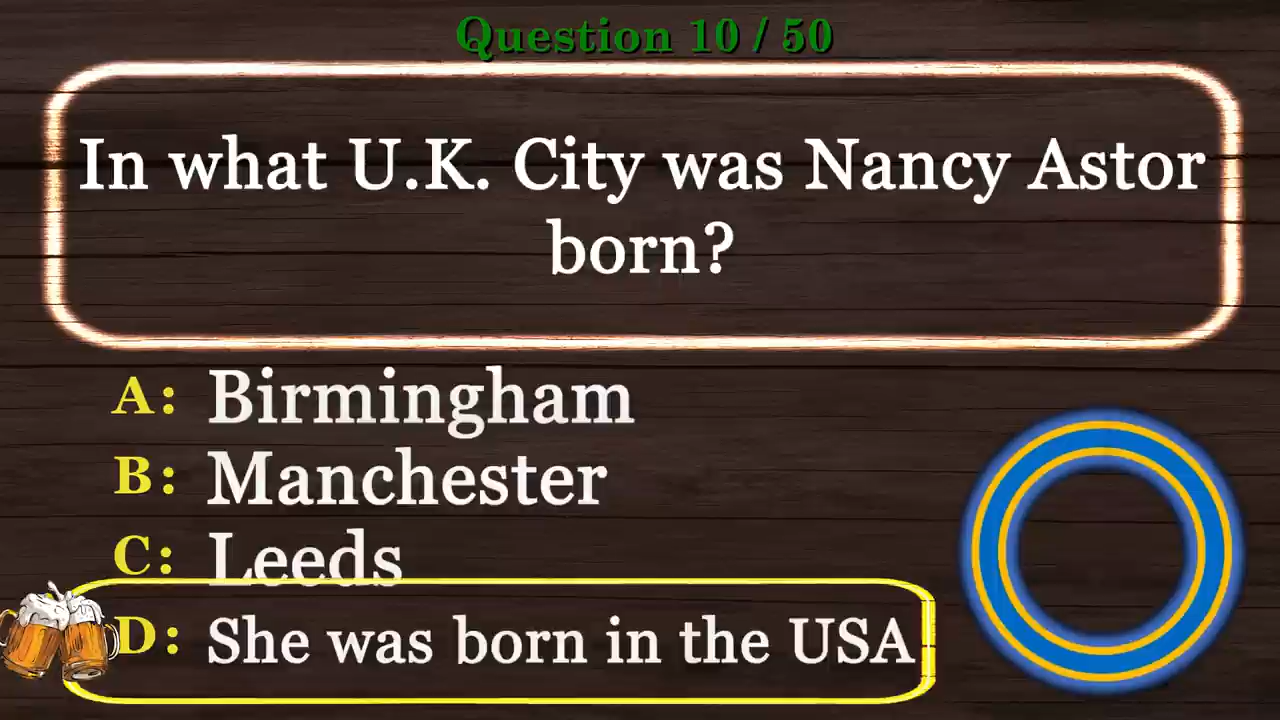 Question 10 / 50
In what U.K. City was Nancy Astor
born?
A: Birmingham
B: Manchester
C: Leeds
D: She was born in the USA